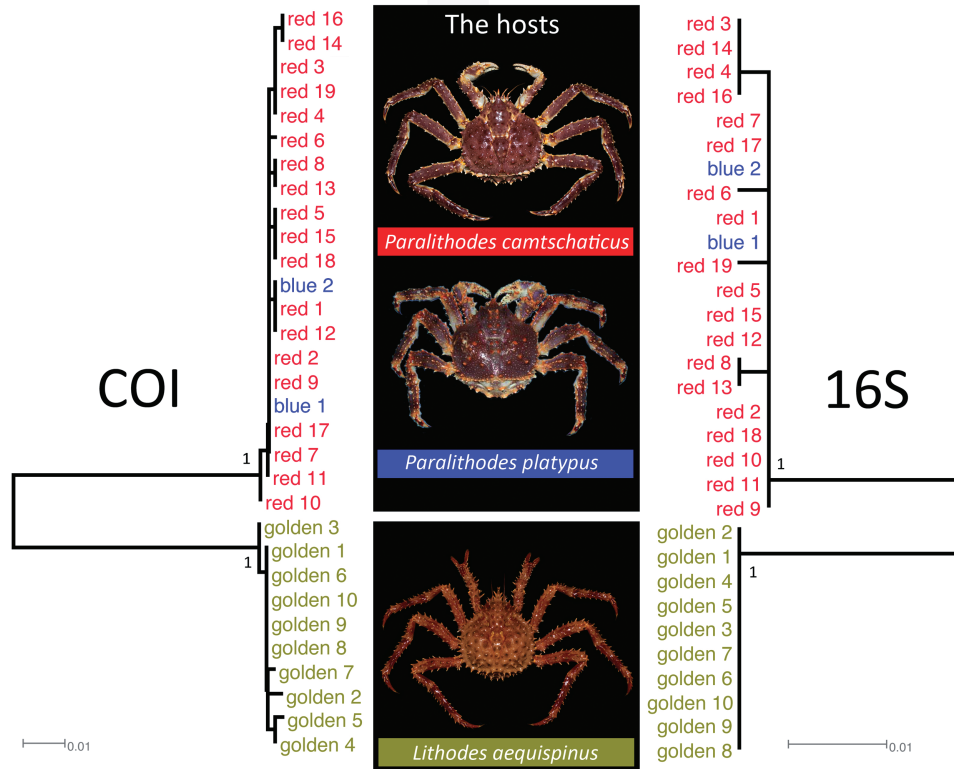 red 16
red 14
red 3
red 19
red 4
red 6
red 8
red 13
red 5
red 15
red 18
blue 2
red 1
red 12
red 2
red 9
blue 1
red 17
red 7
red 11
red 10
1
COI
golden 3
golden 1
golden 6
golden 10
golden 9
golden 8
golden 7
golden 2
golden 5
golden 4
1
0.01
The hosts
Paralithodes camtschaticus
Paralithodes platypus
Lithodes aequispinus
red 3
red 14
red 4
red 16
red 7
red 17
blue 2
red 6
red 1
blue 1
red 19
red 5
red 15
red 12
red 8
red 13
red 2
red 18
red 10
red 11
red 9
1
16S
golden 2
golden 1
golden 4
golden 5
golden 3
golden 7
golden 6
golden 10
golden 9
golden 8
1
0.01